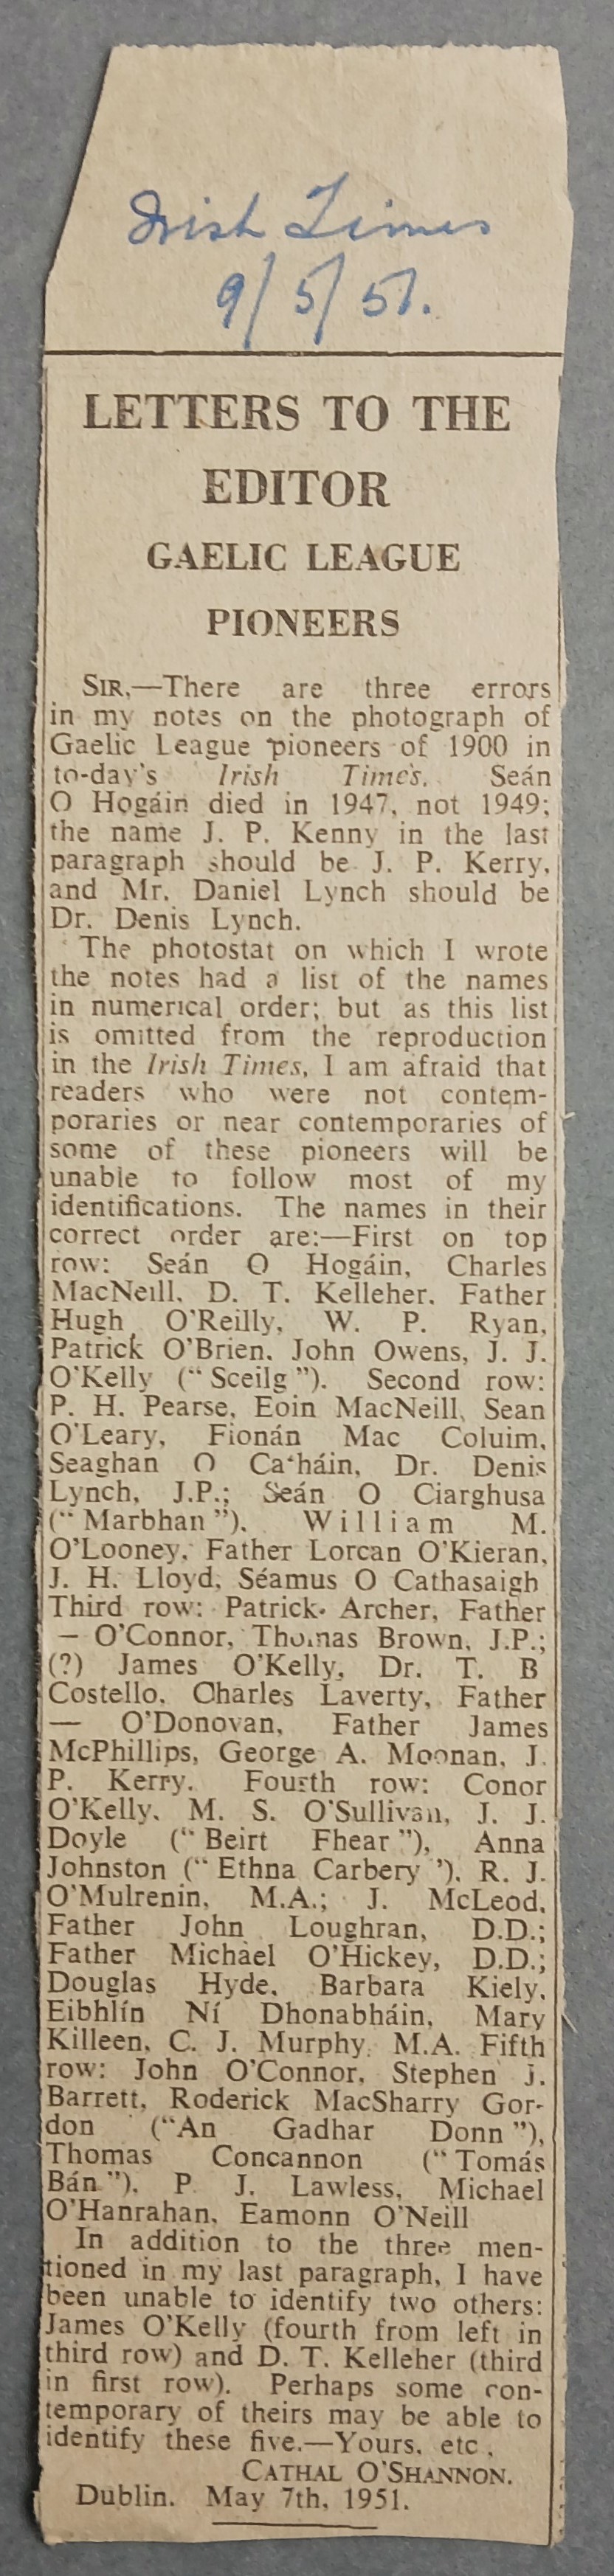 Irish Times
9/5/51.
LETTERS TO THE
EDITOR
GAELIC LEAGUE
PIONEERS
SIR,—There are three errors
in my notes on the photograph of
Gaelic League pioneers of 1900 in
to-day's Irish Times. Seán
O Hogáin died in 1947, not 1949;
the name J. P. Kenny in the last
paragraph should be J. P. Kerry,
and Mr. Daniel Lynch should be
Dr. Denis Lynch.
The photostat on which I wrote
the notes had a list of the names
in numerical order; but as this list
is omitted from the reproduction
in the Irish Times, I am afraid that
readers who were not contem-
poraries or near contemporaries of
some of these pioneers will be
unable to follow most of my
identifications. The names in their
correct order are:—First on top
row: Seán O Hogáin, Charles
MacNeill, D. T. Kelleher, Father
Hugh O'Reilly, W. P. Ryan,
Patrick O'Brien, John Owens, J. J.
O'Kelly ("Sceilg"). Second row:
P. H. Pearse, Eoin MacNeill, Sean
O'Leary, Fionán Mac Coluim,
Seaghan O Ca'háin, Dr. Denis
Lynch, J.P.; Seán O Ciarghusa
("Marbhan"), William M.
O'Looney, Father Lorcan O'Kieran,
J. H. Lloyd, Séamus O Cathasaigh
Third row: Patrick Archer, Father
— O'Connor, Thomas Brown, J.P.;
(?) James O'Kelly, Dr. T. B
Costello, Charles Laverty, Father
— O'Donovan, Father James
McPhillips, George A. Moonan, J.
P. Kerry. Fourth row: Conor
O'Kelly, M. S. O'Sullivan, J. J.
Doyle ("Beirt Fhear"), Anna
Johnston ("Ethna Carbery"), R. J.
O'Mulrenin, M.A.; J. McLeod,
Father John Loughran, D.D.;
Father Michael O'Hickey, D.D.;
Douglas Hyde, Barbara Kiely,
Eibhlín Ní Dhonabháin, Mary
Killeen, C. J. Murphy, M.A. Fifth
row: John O'Connor, Stephen J.
Barrett, Roderick MacSharry Gor-
don ("An Gadhar Donn"),
Thomas Concannon ("Tomás
Bán"), P. J. Lawless, Michael
O'Hanrahan, Eamonn O'Neill
In addition to the three men-
tioned in my last paragraph, I have
been unable to identify two others:
James O'Kelly (fourth from left in
third row) and D. T. Kelleher (third
in first row). Perhaps some con-
temporary of theirs may be able to
identify these five.—Yours, etc.,
CATHAL O'SHANNON.
Dublin. May 7th, 1951.